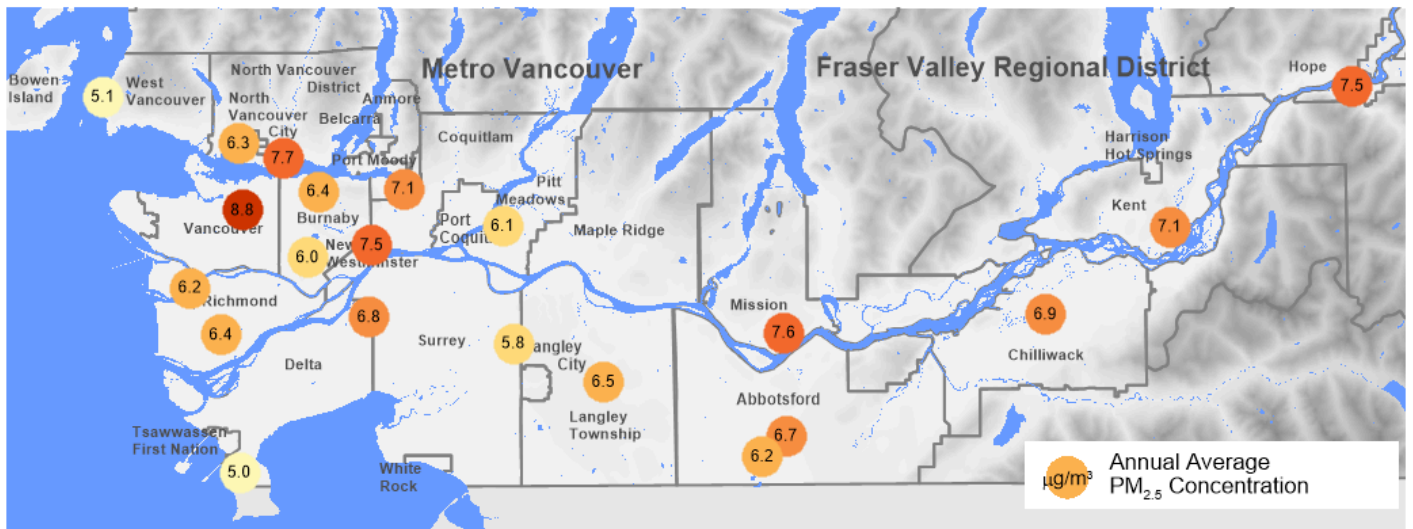 Metro Vancouver
Fraser Valley Regional District
Bowen
Island
5.1
West
Vancouver
North Vancouver
District
North
Vancouver
City
Anmore
Belcarra
6.3
7.7
Port Moody
7.1
Coquitlam
8.8
Vancouver
6.4
Burnaby
6.0
New
Westminster
7.5
Port
6.1
Pitt
Meadows
Maple Ridge
6.2
Richmond
6.4
6.8
Delta
Surrey
5.8
Langley
City
6.5
Langley
Township
Tsawwassen
First Nation
5.0
White
Rock
Mission
7.6
Abbotsford
6.7
6.2
Hope
7.5
Harrison
Hot Springs
Kent
7.1
6.9
Chilliwack
μg/m³
Annual Average
PM2.5 Concentration